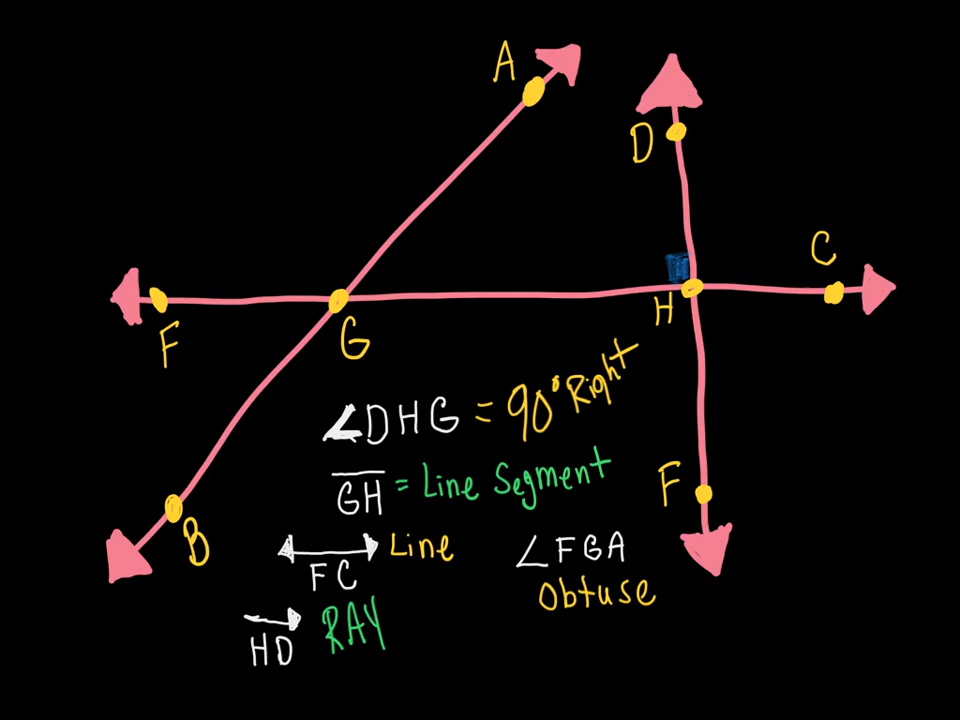 A
D
C
F
G
H
∠DHG = 90° Right
GH = Line Segment
F
B
FC Line
∠FGA
Obtuse
HD RAY